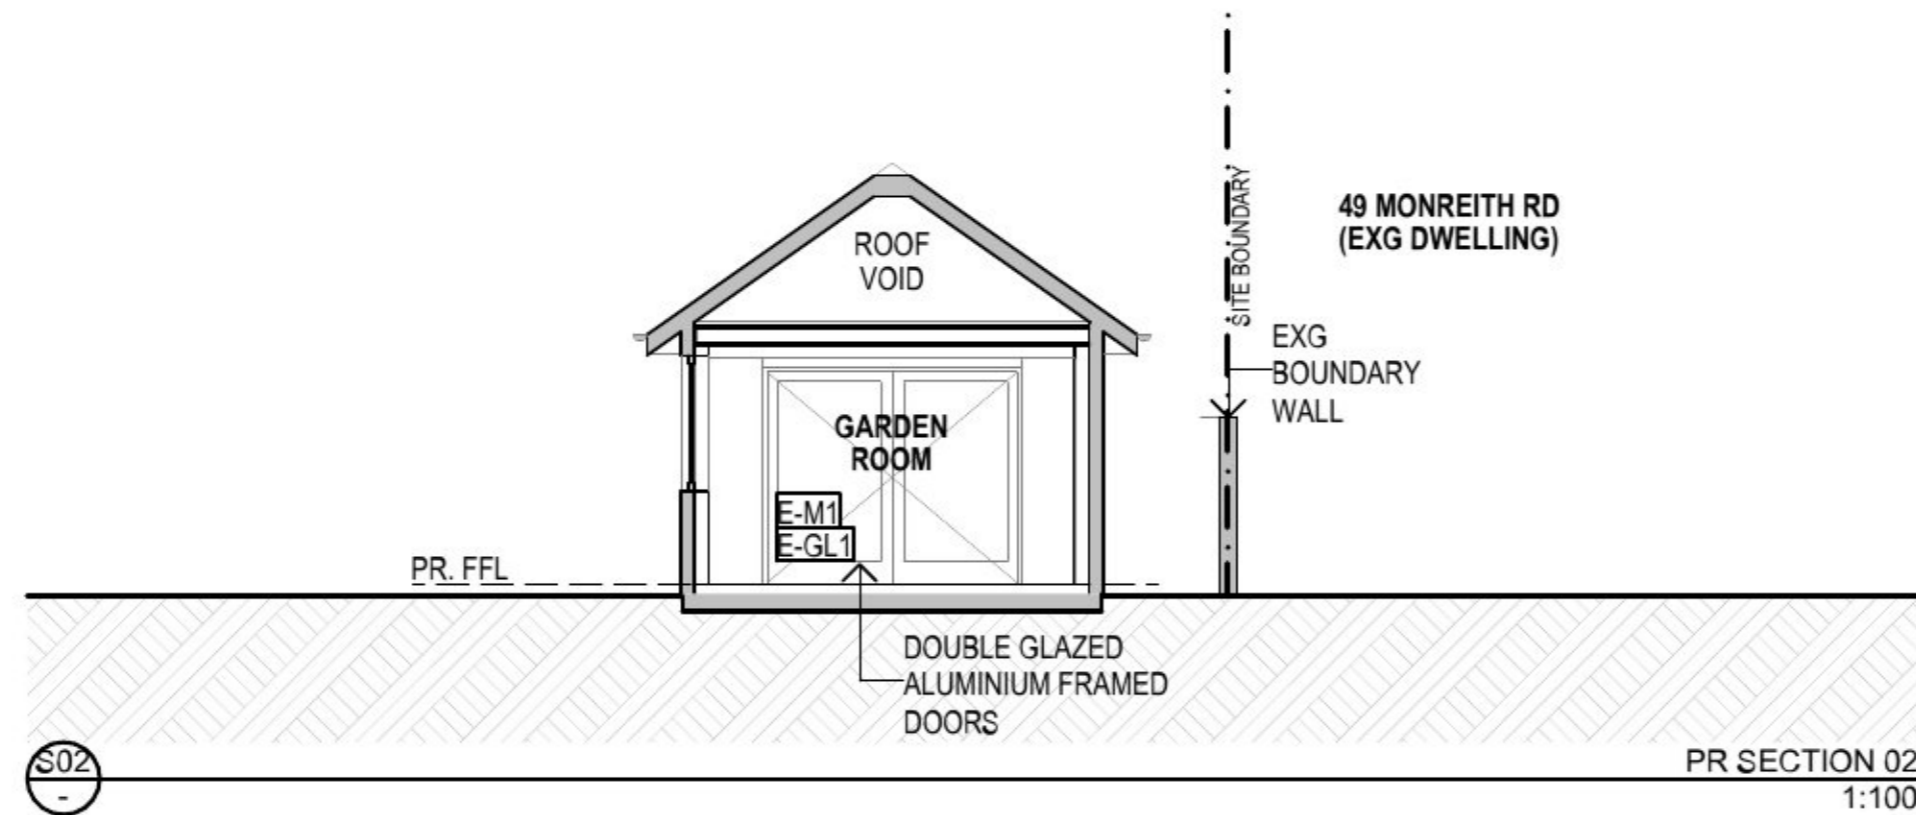 SITE BOUNDARY
49 MONREITH RD
(EXG DWELLING)
ROOF
VOID
EXG
BOUNDARY
WALL
GARDEN
ROOM
E-M1
E-GL1
PR. FFL
DOUBLE GLAZED
ALUMINIUM FRAMED
DOORS
S02
-
PR SECTION 02
1:100